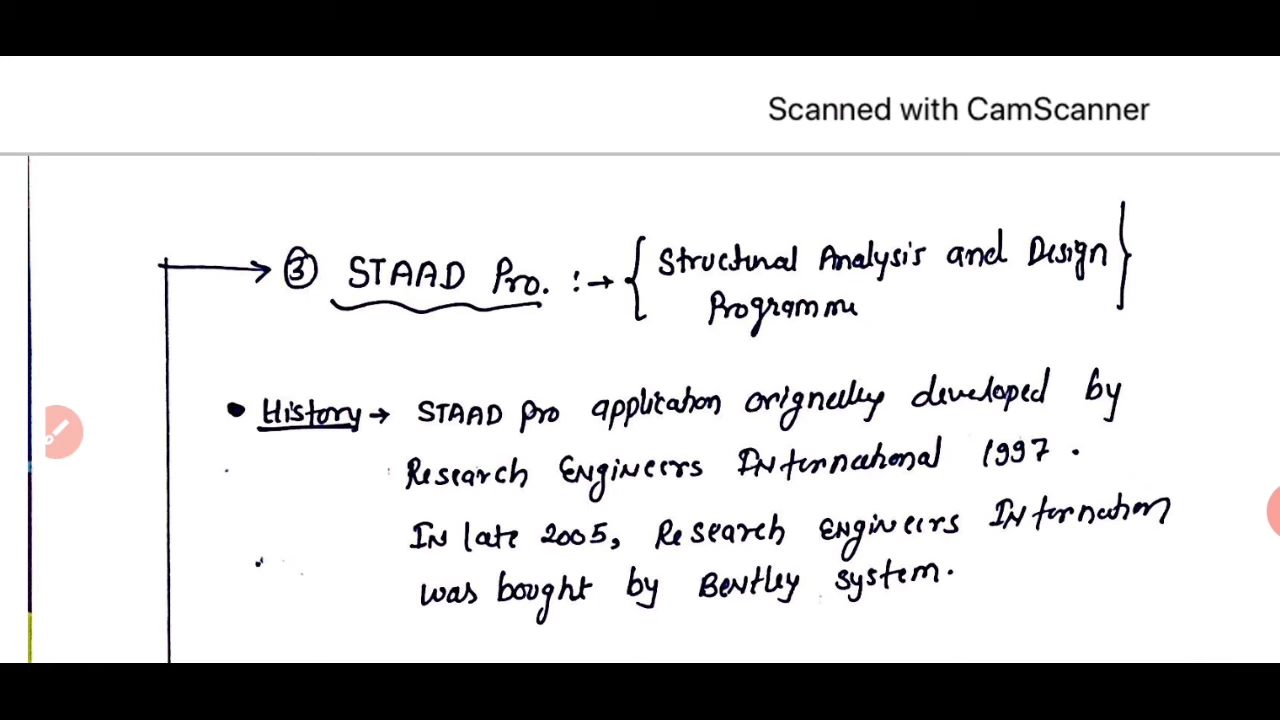 Scanned with CamScanner
③ STAAD Pro. :→ { Structural Analysis and Design }
Programme
• History → STAAD Pro application orignally developed by
Research Engineers International 1997.
In late 2005, Research Engineers Internation
was bought by Bentley system.